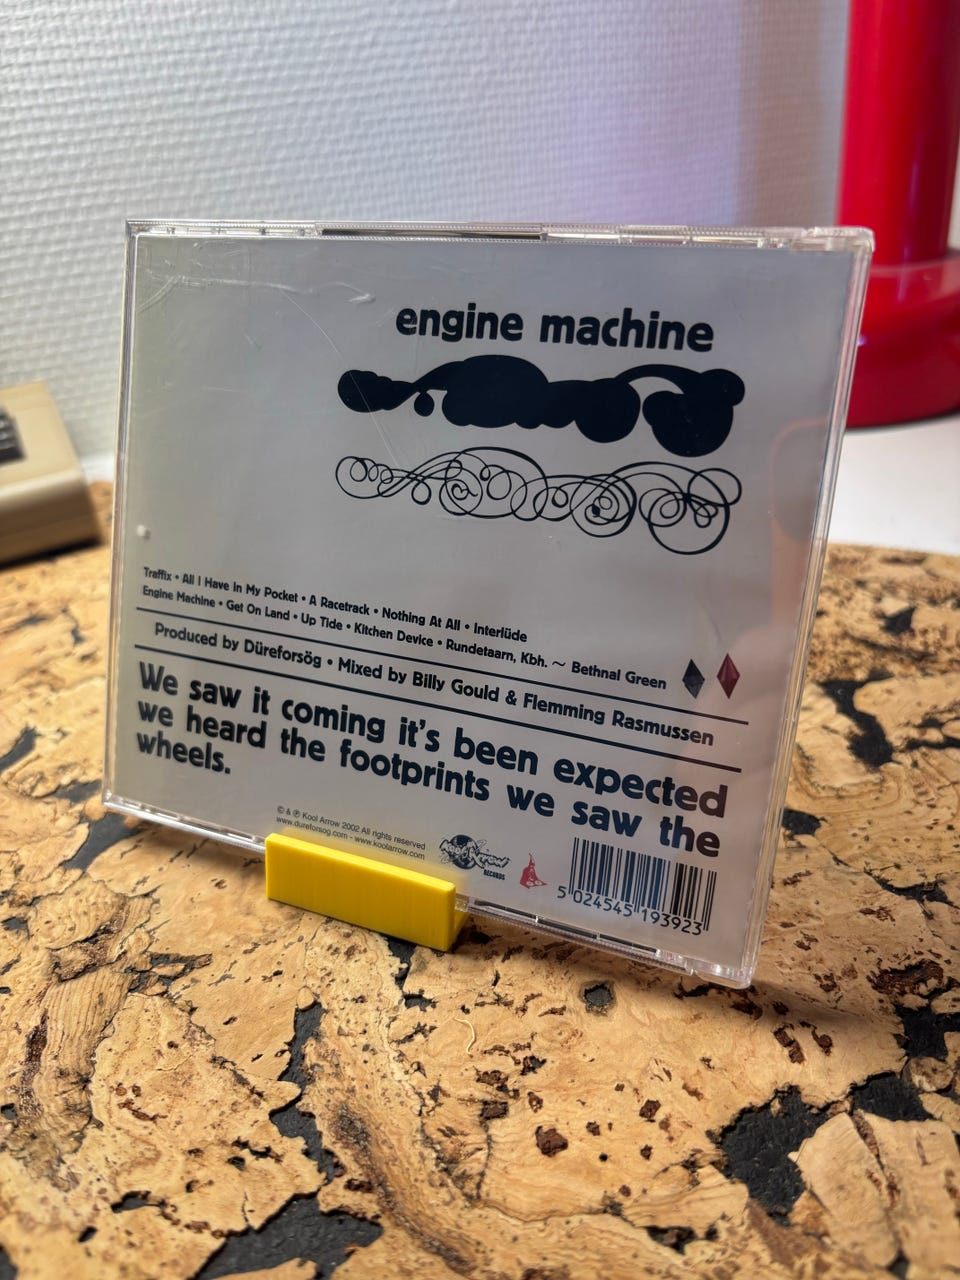 engine machine
Traffix • All I Have In My Pocket • A Racetrack • Nothing At All • Interlüde
Engine Machine • Get On Land • Up Tide • Kitchen Device • Rundetaarn, Kbh. ~ Bethnal Green
Produced by Düreforsög • Mixed by Billy Gould & Flemming Rasmussen
We saw it coming it's been expected
we heard the footprints we saw the
wheels.
© & ℗ Kool Arrow 2002 All rights reserved
www.dureforsog.com - www.koolarrow.com
Kool Arrow
RECORDS
5 024545 193923